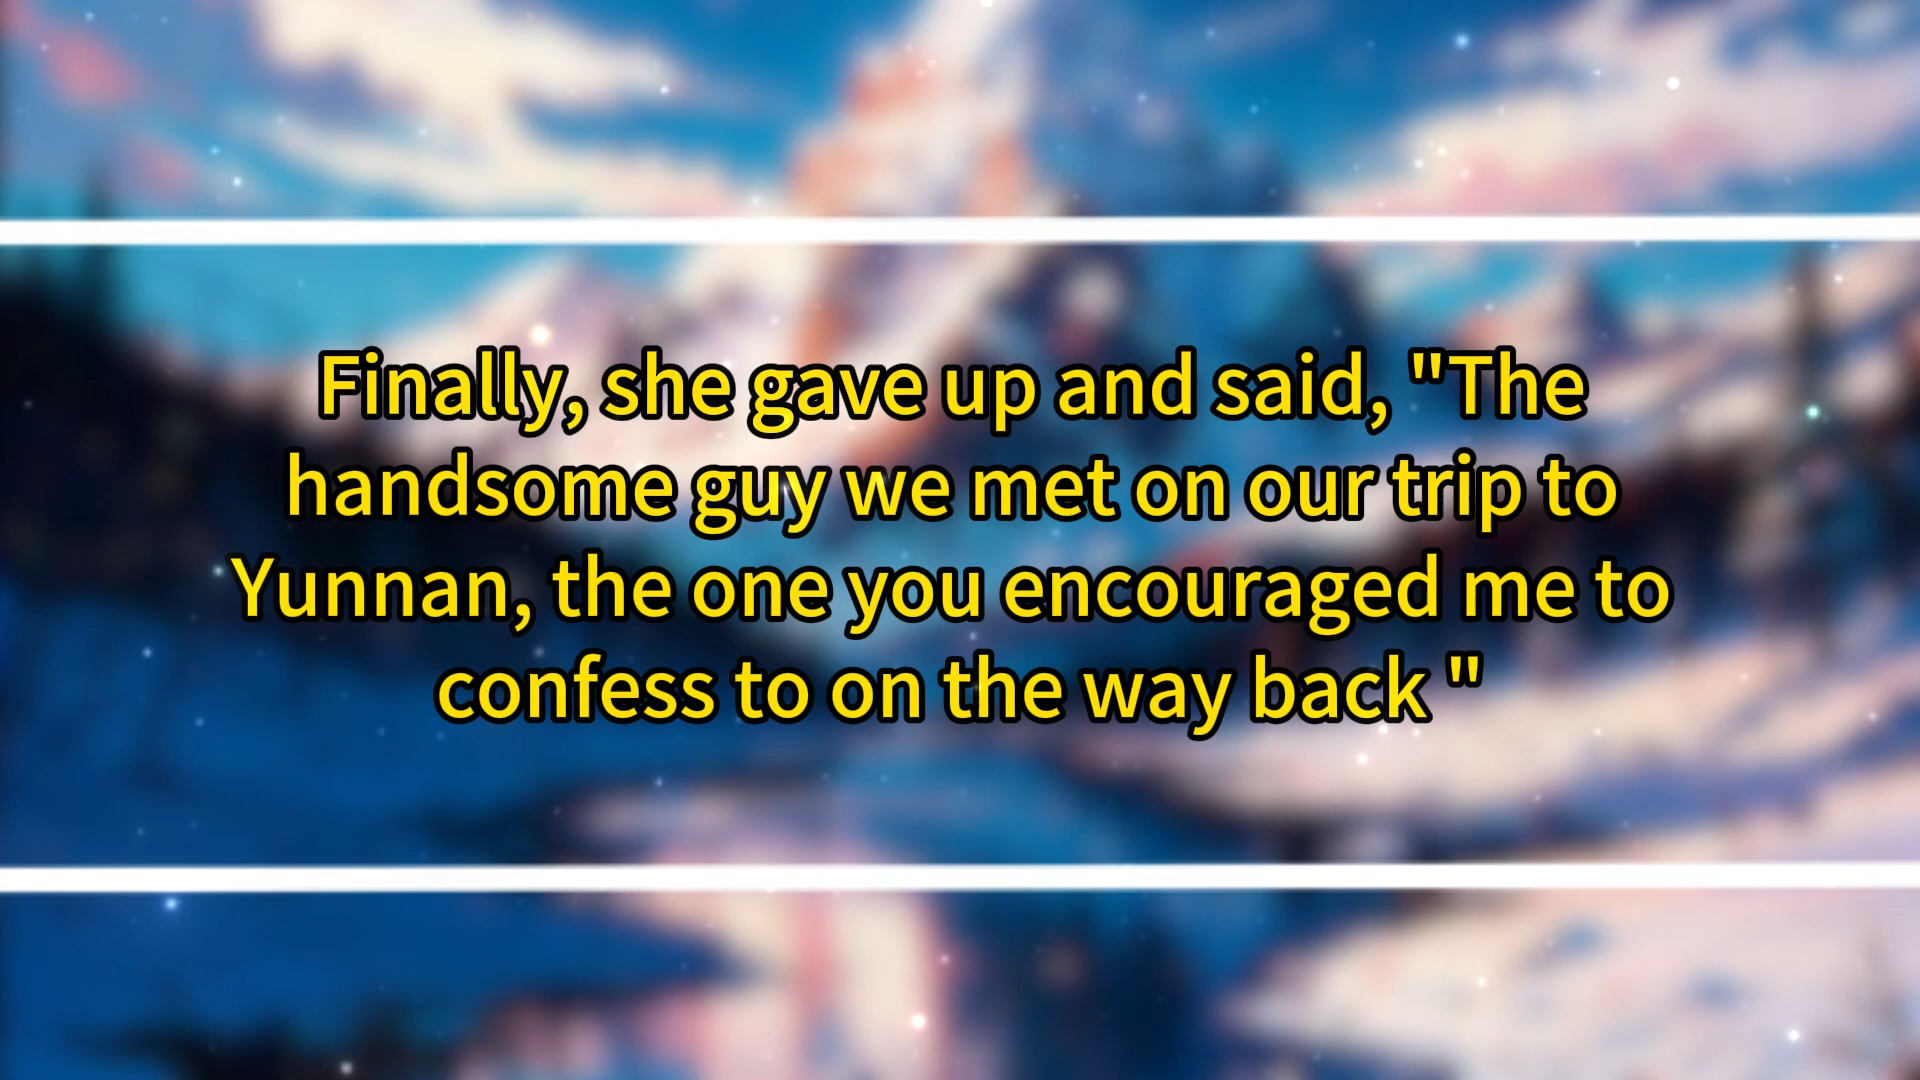 Finally, she gave up and said, "The
handsome guy we met on our trip to
Yunnan, the one you encouraged me to
confess to on the way back "